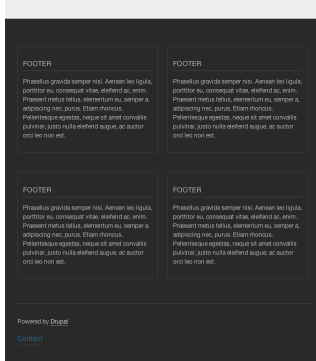 FOOTER
Phasellus gravida semper nisi. Aenean leo ligula,
porttitor eu, consequat vitae, eleifend ac, enim.
Praesent metus tellus, elementum eu, semper a,
adipiscing nec, purus. Etiam rhoncus.
Pellentesque egestas, neque sit amet convallis
pulvinar, justo nulla eleifend augue, ac auctor
orci leo non est.
FOOTER
Phasellus gravida semper nisi. Aenean leo ligula,
porttitor eu, consequat vitae, eleifend ac, enim.
Praesent metus tellus, elementum eu, semper a,
adipiscing nec, purus. Etiam rhoncus.
Pellentesque egestas, neque sit amet convallis
pulvinar, justo nulla eleifend augue, ac auctor
orci leo non est.
FOOTER
Phasellus gravida semper nisi. Aenean leo ligula,
porttitor eu, consequat vitae, eleifend ac, enim.
Praesent metus tellus, elementum eu, semper a,
adipiscing nec, purus. Etiam rhoncus.
Pellentesque egestas, neque sit amet convallis
pulvinar, justo nulla eleifend augue, ac auctor
orci leo non est.
FOOTER
Phasellus gravida semper nisi. Aenean leo ligula,
porttitor eu, consequat vitae, eleifend ac, enim.
Praesent metus tellus, elementum eu, semper a,
adipiscing nec, purus. Etiam rhoncus.
Pellentesque egestas, neque sit amet convallis
pulvinar, justo nulla eleifend augue, ac auctor
orci leo non est.
Powered by Drupal
Contact